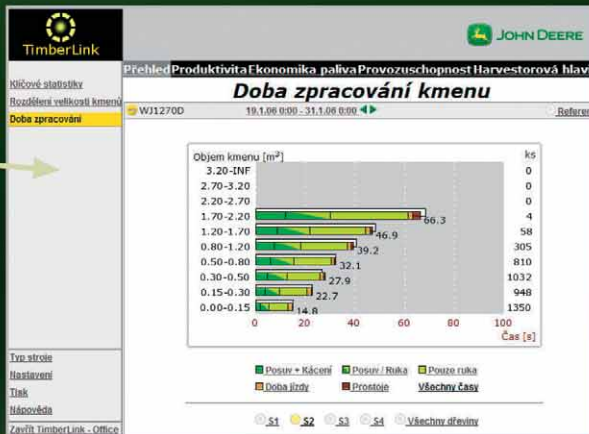 TimberLink
JOHN DEERE
Přehled Produktivita Ekonomika paliva Provozuschopnost Harvestorová hlav
Klíčové statistiky
Rozdělení velikosti kmenů
Doba zpracování
Doba zpracování kmenu
WJ1270D 19.1.06 0:00 - 31.1.06 0:00 Referen
Objem kmenu [m³] ks
3.20-INF 0
2.70-3.20 0
2.20-2.70 0
1.70-2.20 66.3 4
1.20-1.70 46.9 58
0.80-1.20 39.2 305
0.50-0.80 32.1 810
0.30-0.50 27.9 1032
0.15-0.30 22.7 948
0.00-0.15 14.8 1350
0 20 40 60 80 100
Čas [s]
Posuv + Kácení Posuv / Ruka Pouze ruka
Doba jízdy Prostoje Všechny časy
S1 S2 S3 S4 Všechny dřeviny
Typ stroje
Nastavení
Tisk
Nápověda
Zavřít TimberLink - Office